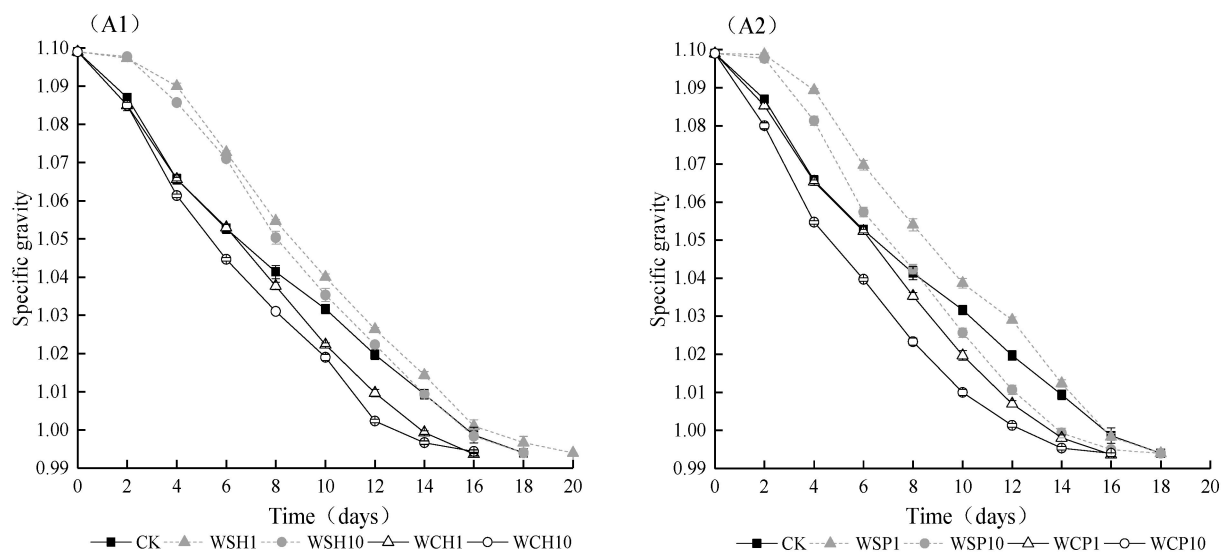 （A1）
1.10
1.09
1.08
1.07
1.06
1.05
1.04
1.03
1.02
1.01
1.00
0.99
Specific gravity
0 2 4 6 8 10 12 14 16 18 20
Time（days）
CK WSH1 WSH10 WCH1 WCH10
（A2）
1.10
1.09
1.08
1.07
1.06
1.05
1.04
1.03
1.02
1.01
1.00
0.99
Specific gravity
0 2 4 6 8 10 12 14 16 18 20
Time（days）
CK WSP1 WSP10 WCP1 WCP10